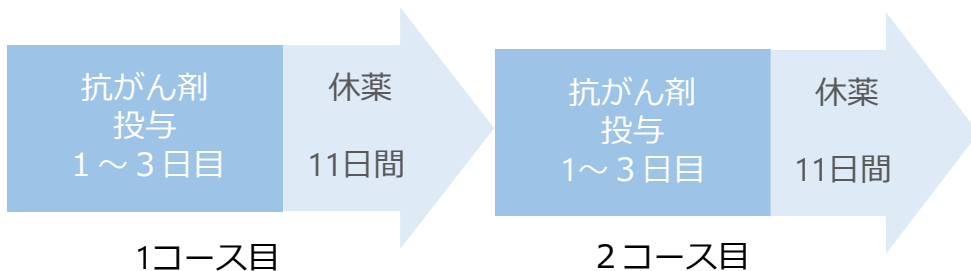 抗がん剤
投与
１～３日目
休薬
11日間
1コース目
抗がん剤
投与
1～３日目
休薬
11日間
２コース目